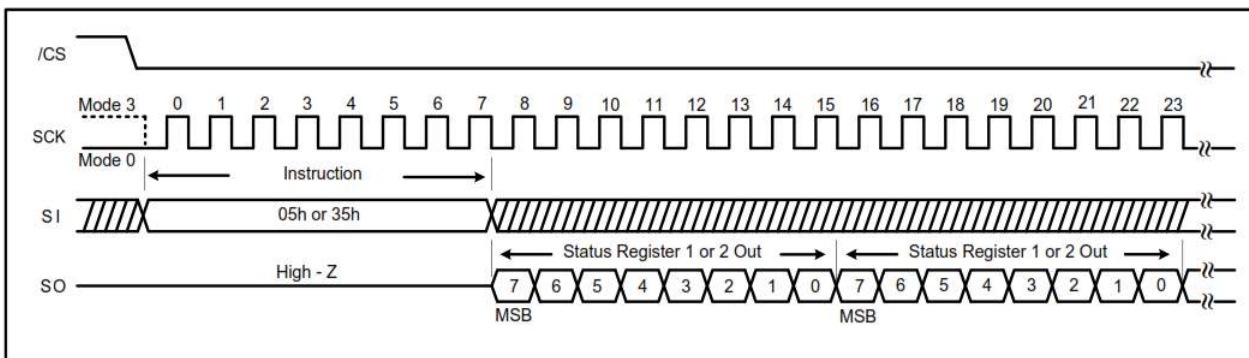 /CS
Mode 3 0 1 2 3 4 5 6 7 8 9 10 11 12 13 14 15 16 17 18 19 20 21 22 23
SCK
Mode 0
Instruction
SI 05h or 35h
Status Register 1 or 2 Out Status Register 1 or 2 Out
High - Z
SO 7 6 5 4 3 2 1 0 7 6 5 4 3 2 1 0
MSB MSB